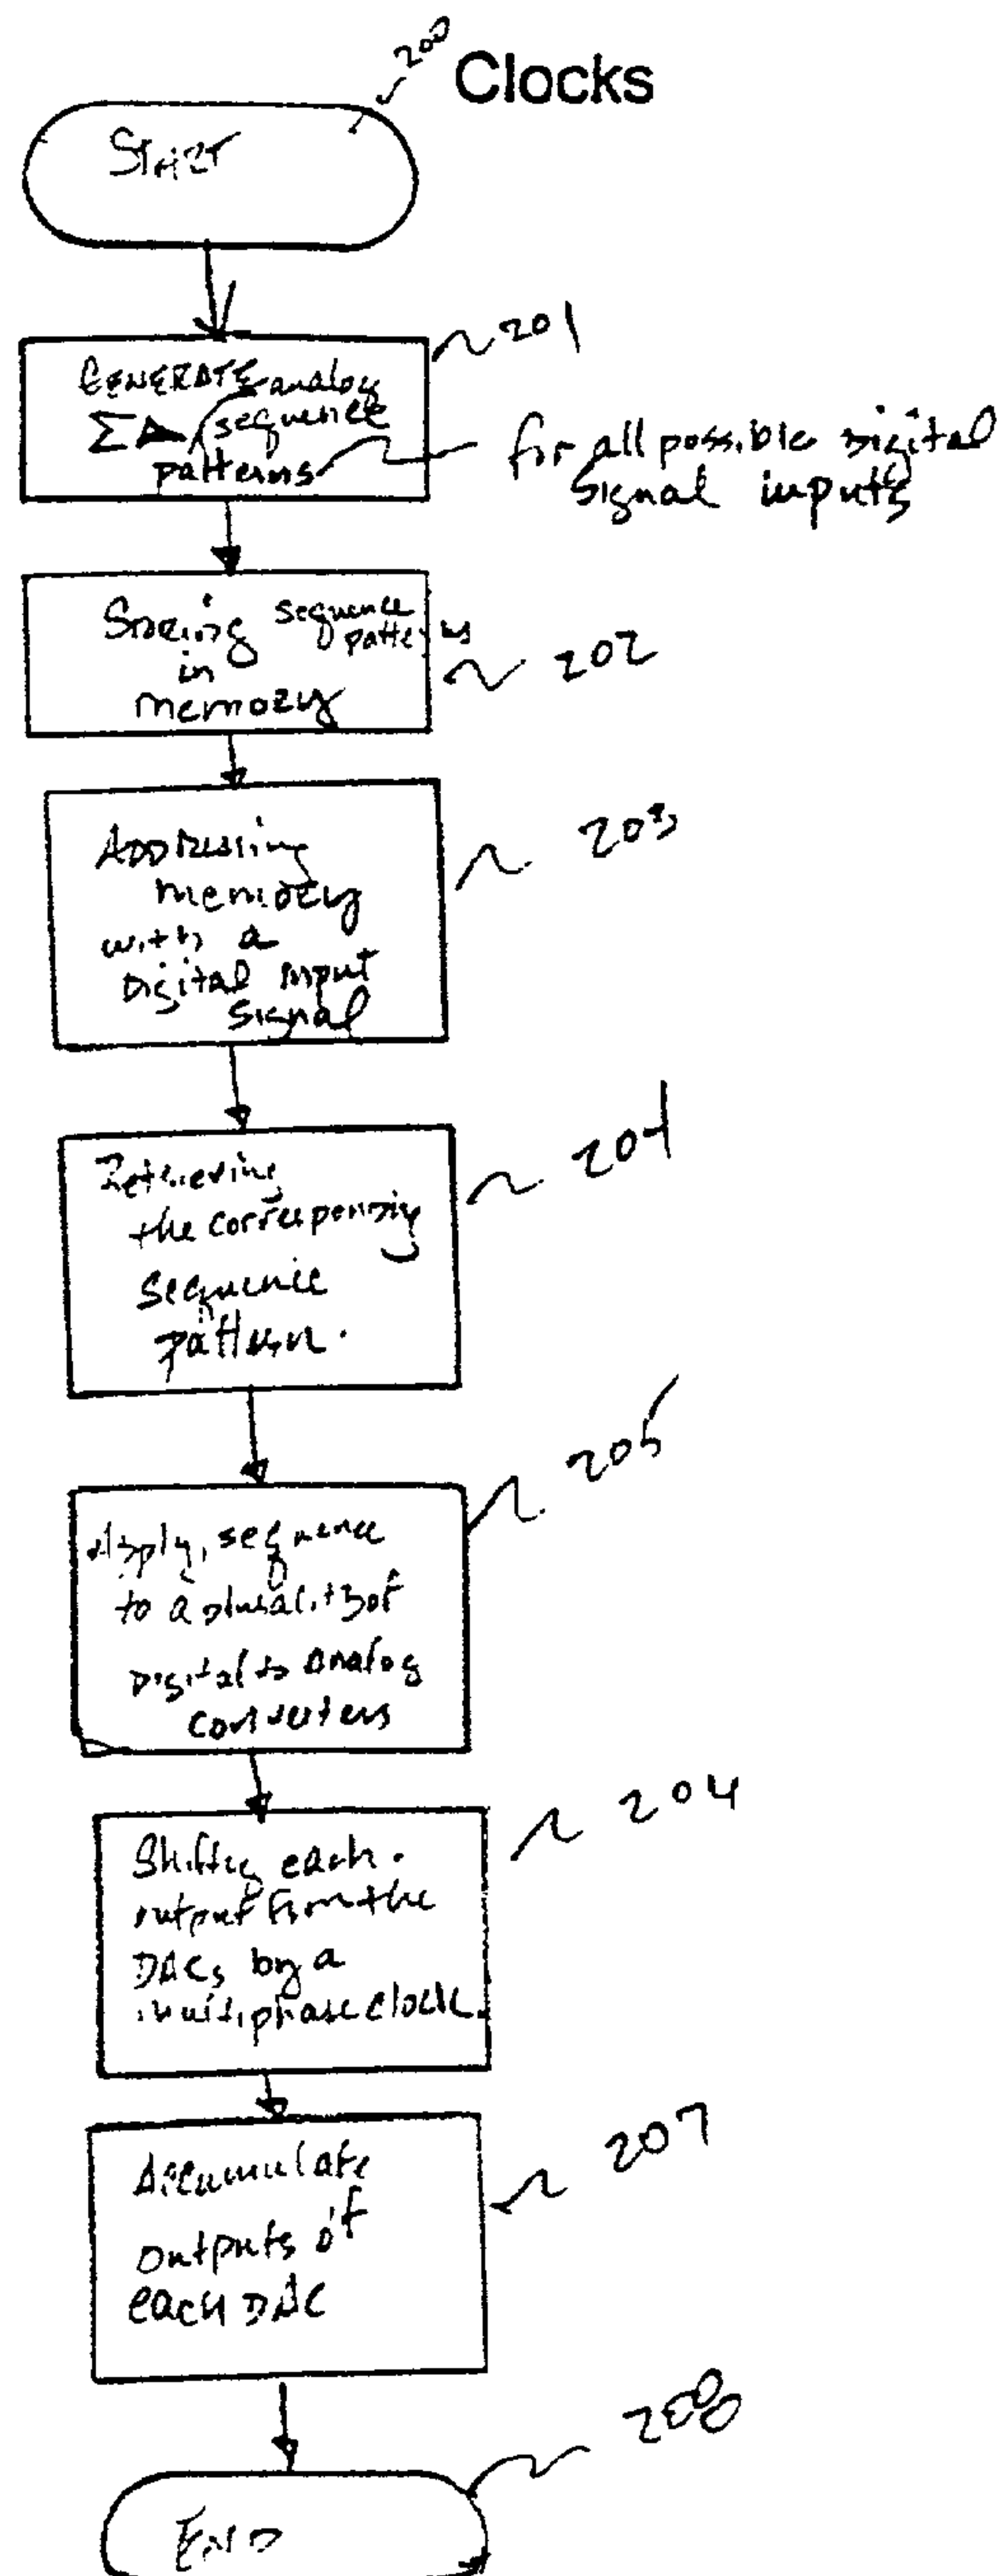 200
Clocks
START
201
GENERATE analog
ΣΔ sequence
patterns
for all possible Digital
Signal inputs
Storing sequence
patterns
in
memory
202
Addressing
memory
with a
Digital input
signal
203
Retrieving
the corresponding
sequence
pattern.
204
Apply sequence
to a plurality of
Digital to Analog
converters
205
Shifting each
output from the
DACs by a
multiphase clock.
204
Accumulate
outputs of
each DAC
207
208
END